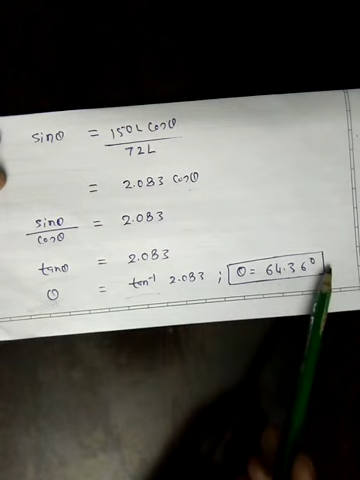 sinθ = 150L cosθ / 72L
= 2.083 cosθ
sinθ / cosθ = 2.083
tanθ = 2.083
θ = tan⁻¹ 2.083 ; θ = 64.36°